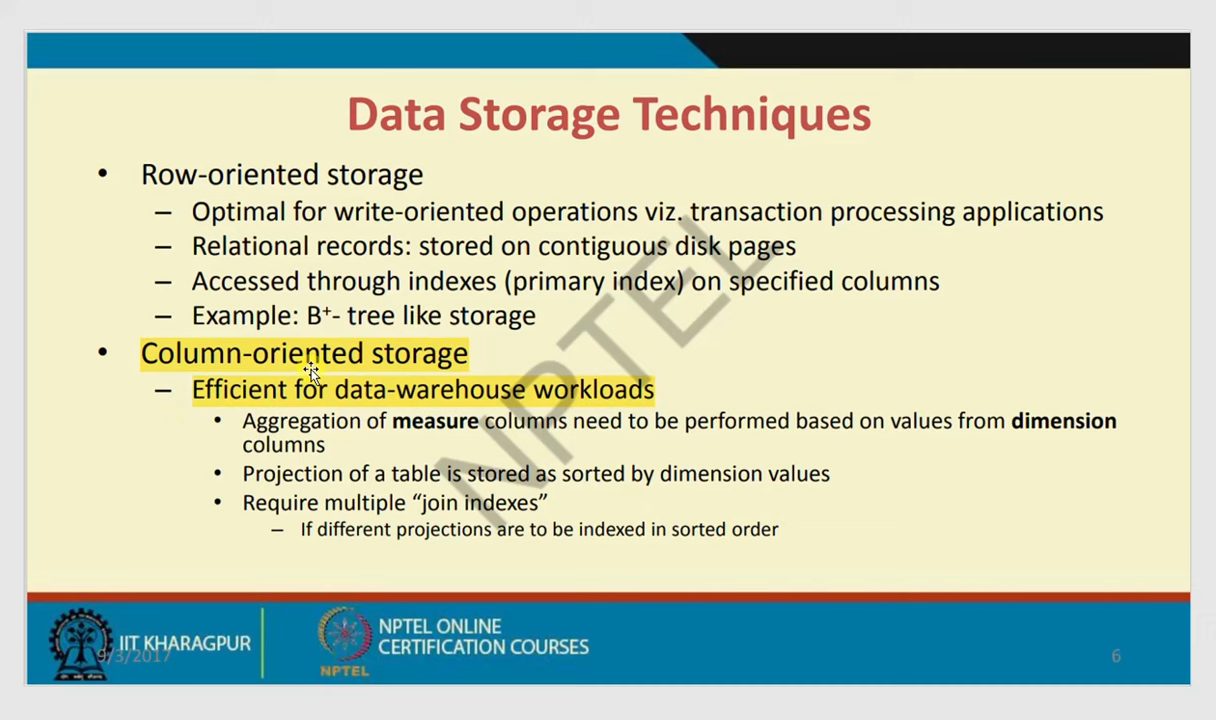 Data Storage Techniques
• Row-oriented storage
– Optimal for write-oriented operations viz. transaction processing applications
– Relational records: stored on contiguous disk pages
– Accessed through indexes (primary index) on specified columns
– Example: B⁺- tree like storage
• Column-oriented storage
– Efficient for data-warehouse workloads
• Aggregation of measure columns need to be performed based on values from dimension
columns
• Projection of a table is stored as sorted by dimension values
• Require multiple “join indexes”
– If different projections are to be indexed in sorted order
NPTEL
IIT KHARAGPUR
9/3/2017
NPTEL
NPTEL ONLINE
CERTIFICATION COURSES
6